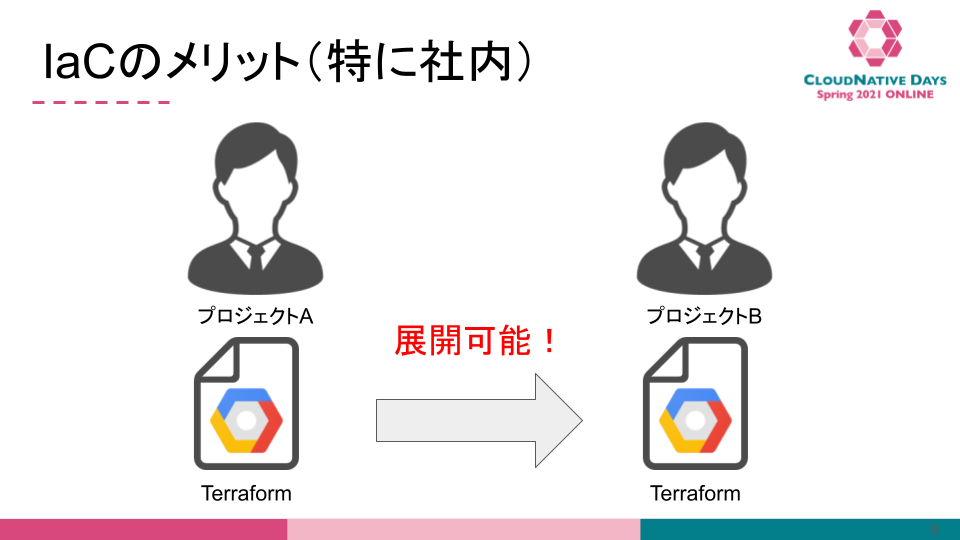 IaCのメリット（特に社内）
CLOUDNATIVE DAYS
Spring 2021 ONLINE
プロジェクトA
プロジェクトB
展開可能！
Terraform
Terraform